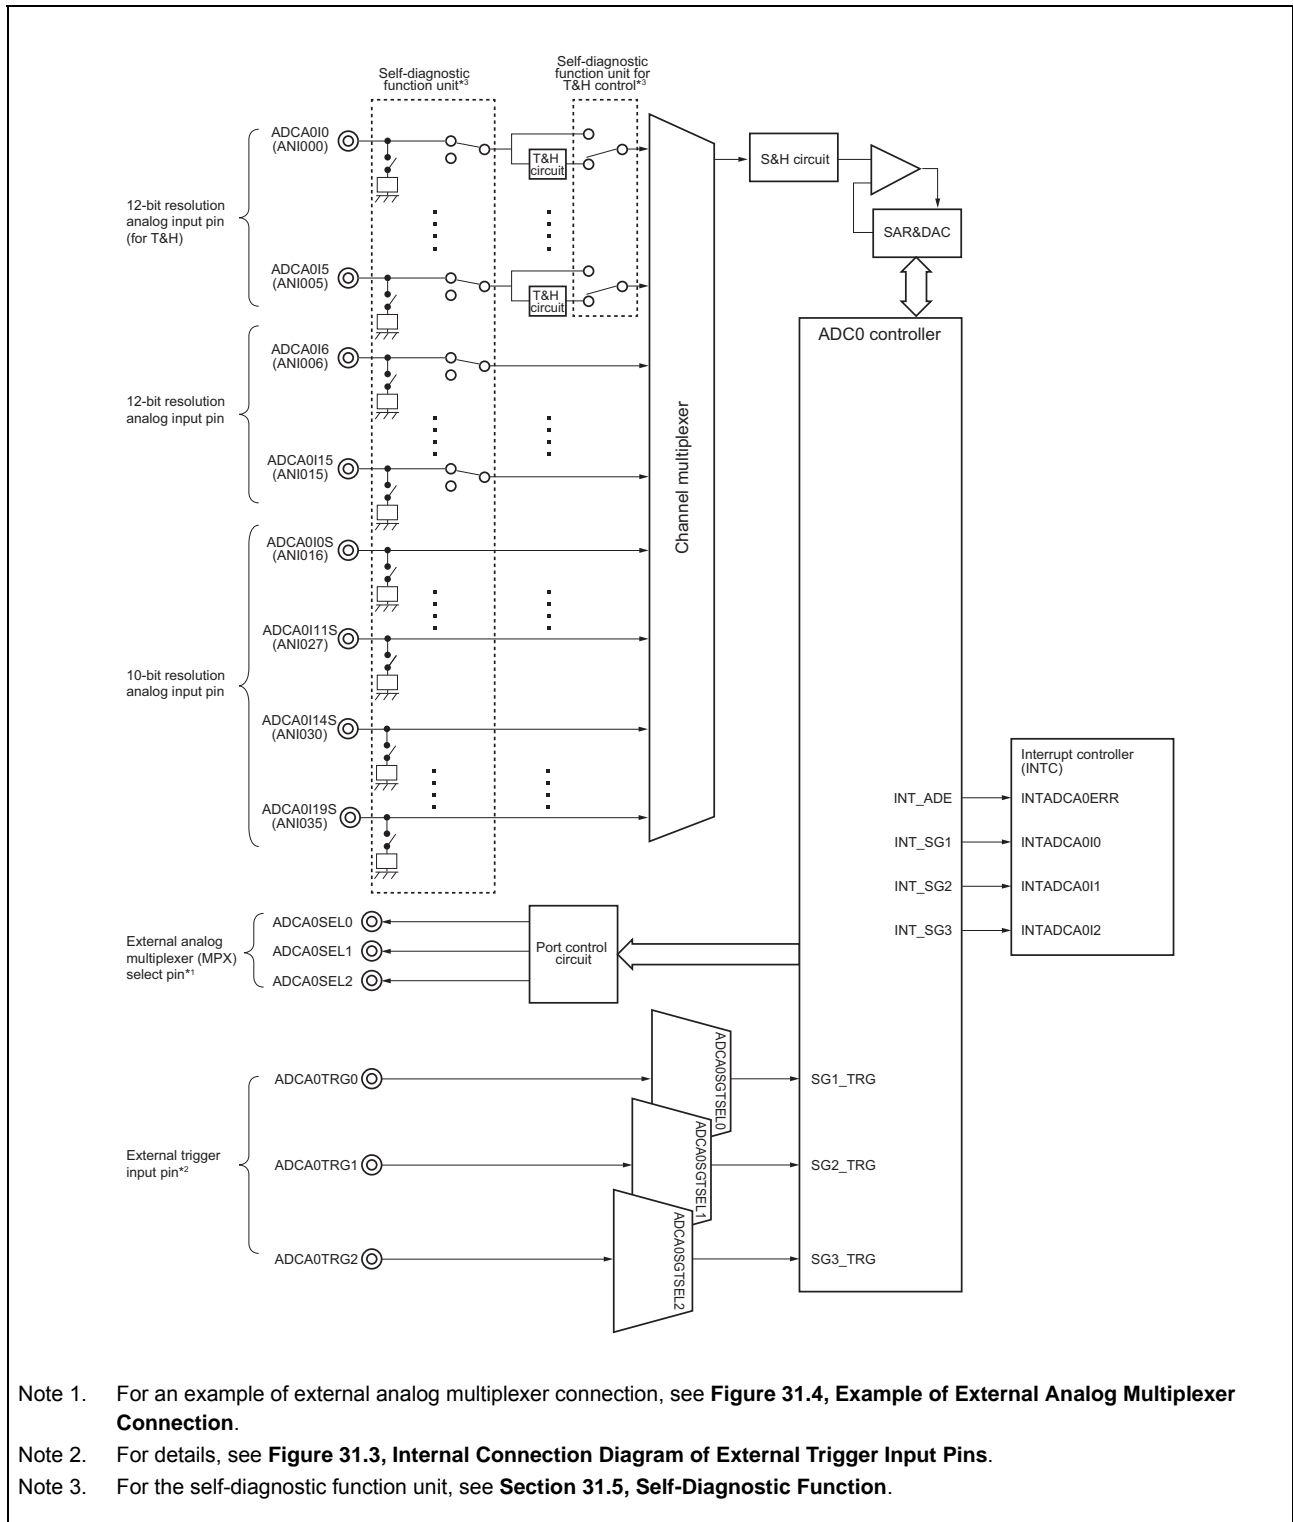 Self-diagnostic
function unit*3
Self-diagnostic
function unit for
T&H control*3
ADCA0I0
(ANI000)
T&H
circuit
S&H circuit
SAR&DAC
12-bit resolution
analog input pin
(for T&H)
ADCA0I5
(ANI005)
T&H
circuit
ADC0 controller
ADCA0I6
(ANI006)
12-bit resolution
analog input pin
ADCA0I15
(ANI015)
Channel multiplexer
ADCA0I0S
(ANI016)
ADCA0I11S
(ANI027)
10-bit resolution
analog input pin
ADCA0I14S
(ANI030)
ADCA0I19S
(ANI035)
Interrupt controller
(INTC)
INT_ADE
INTADCA0ERR
INT_SG1
INTADCA0I0
INT_SG2
INTADCA0I1
INT_SG3
INTADCA0I2
External analog
multiplexer (MPX)
select pin*1
ADCA0SEL0
ADCA0SEL1
ADCA0SEL2
Port control
circuit
External trigger
input pin*2
ADCA0TRG0
ADCA0SGTSEL0
SG1_TRG
ADCA0TRG1
ADCA0SGTSEL1
SG2_TRG
ADCA0TRG2
ADCA0SGTSEL2
SG3_TRG
Note 1. For an example of external analog multiplexer connection, see Figure 31.4, Example of External Analog Multiplexer
Connection.
Note 2. For details, see Figure 31.3, Internal Connection Diagram of External Trigger Input Pins.
Note 3. For the self-diagnostic function unit, see Section 31.5, Self-Diagnostic Function.